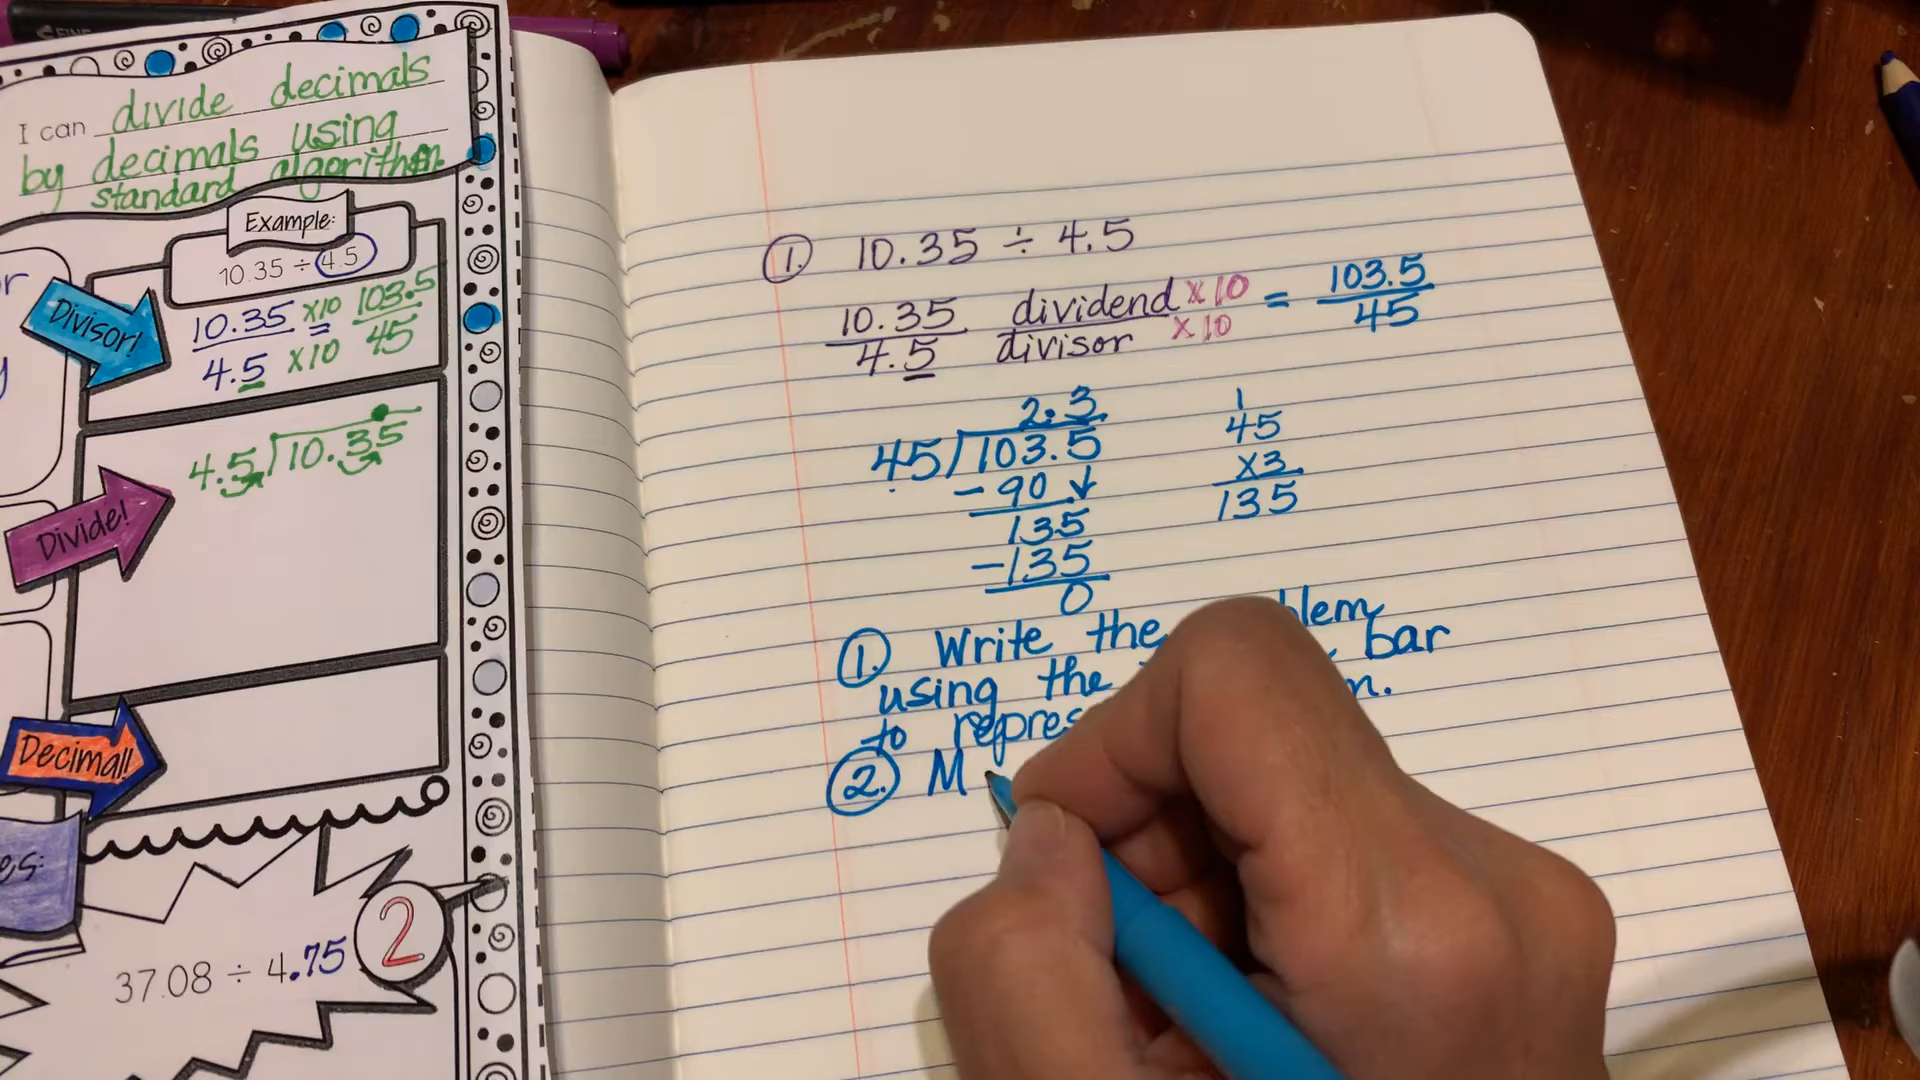 I can divide decimals
by decimals using
standard algorithm.
Example:
10.35 ÷ 4.5
Divisor!
10.35 x10 = 103.5
4.5 x10 45
Divide!
4.5 10.35
Decimal!
2
37.08 ÷ 4.75
1. 10.35 ÷ 4.5
10.35 dividend x10 = 103.5
4.5 divisor x10 45
2.3
45 103.5
- 90
135
-135
0
1
45
x3
135
1. Write the
using the bar
to
2. M